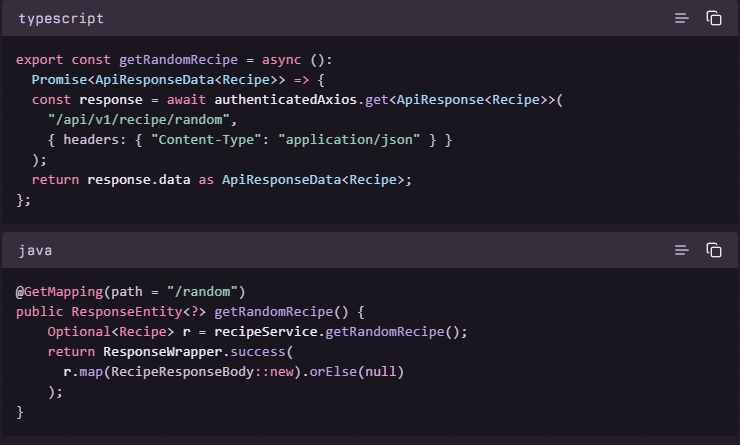 typescript
export const getRandomRecipe = async ():
  Promise<ApiResponseData<Recipe>> => {
  const response = await authenticatedAxios.get<ApiResponse<Recipe>>(
    "/api/v1/recipe/random",
    { headers: { "Content-Type": "application/json" } }
  );
  return response.data as ApiResponseData<Recipe>;
};
java
@GetMapping(path = "/random")
public ResponseEntity<?> getRandomRecipe() {
    Optional<Recipe> r = recipeService.getRandomRecipe();
    return ResponseWrapper.success(
      r.map(RecipeResponseBody::new).orElse(null)
    );
}